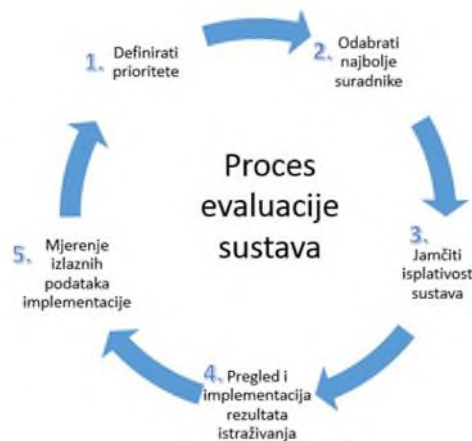 1. Definirati
prioritete
2. Odabrati
najbolje
suradnike
Proces
evaluacije
sustava
3.
Jamčiti
isplativost
sustava
4. Pregled i
implementacija
rezultata
istraživanja
5. Mjerenje
izlaznih
podataka
implementacije